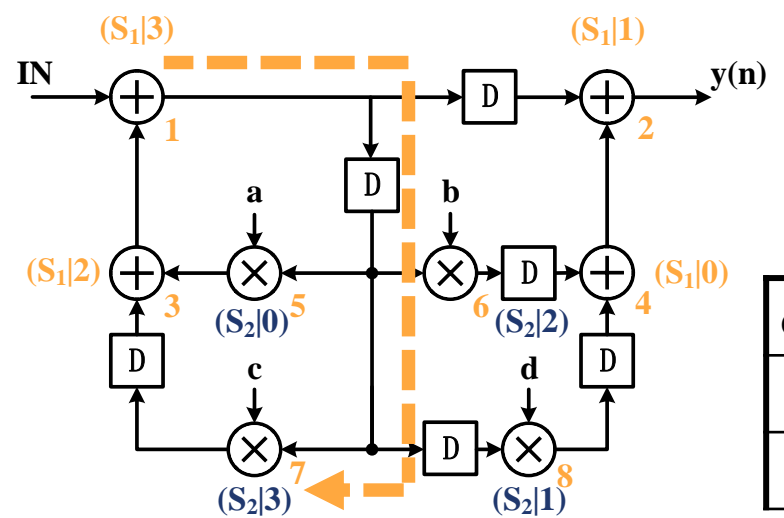 (S₁|3)
(S₁|1)
IN
y(n)
D
1
2
D
a
b
(S₁|2)
D
(S₁|0)
3
5
6
4
(S₂|0)
(S₂|2)
D
D
c
d
D
7
8
(S₂|3)
(S₂|1)